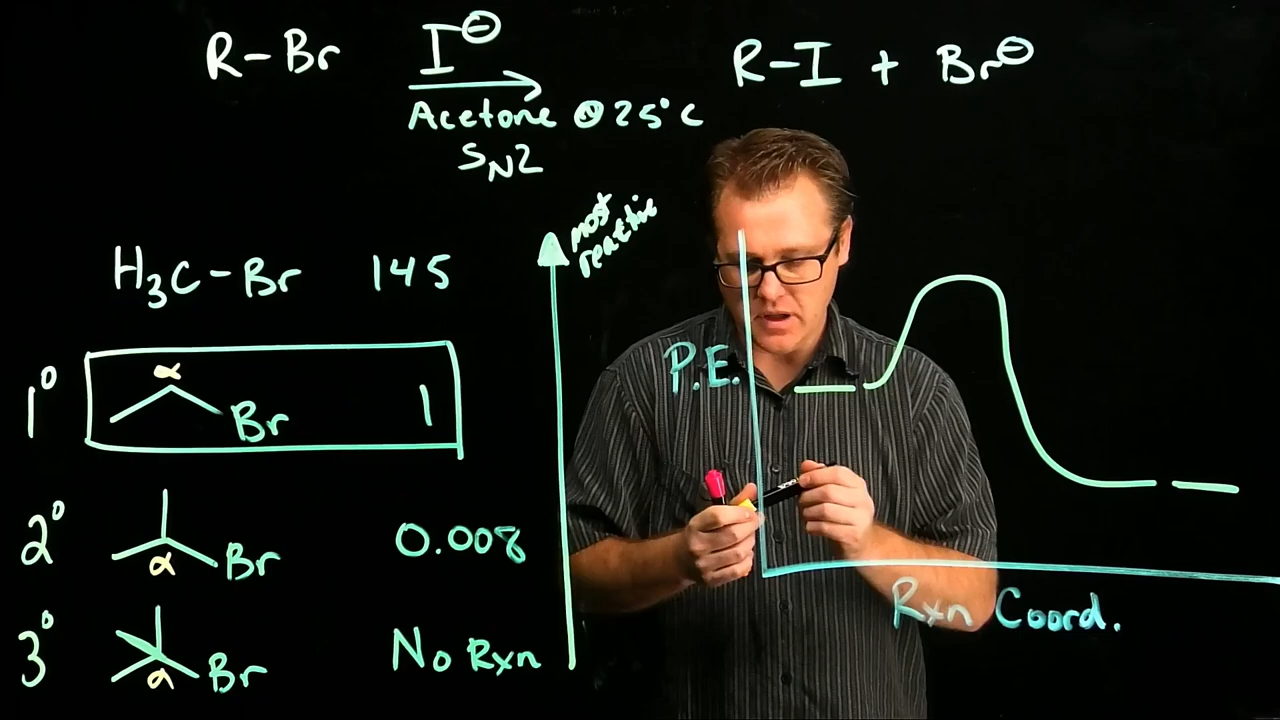 R-Br I⊖ R-I + Br⊖
Acetone @ 25°C
SN2
most
reactive
H3C-Br 145
P.E.
1° α Br 1
2° α Br 0.008
Rxn Coord.
3° α Br No Rxn